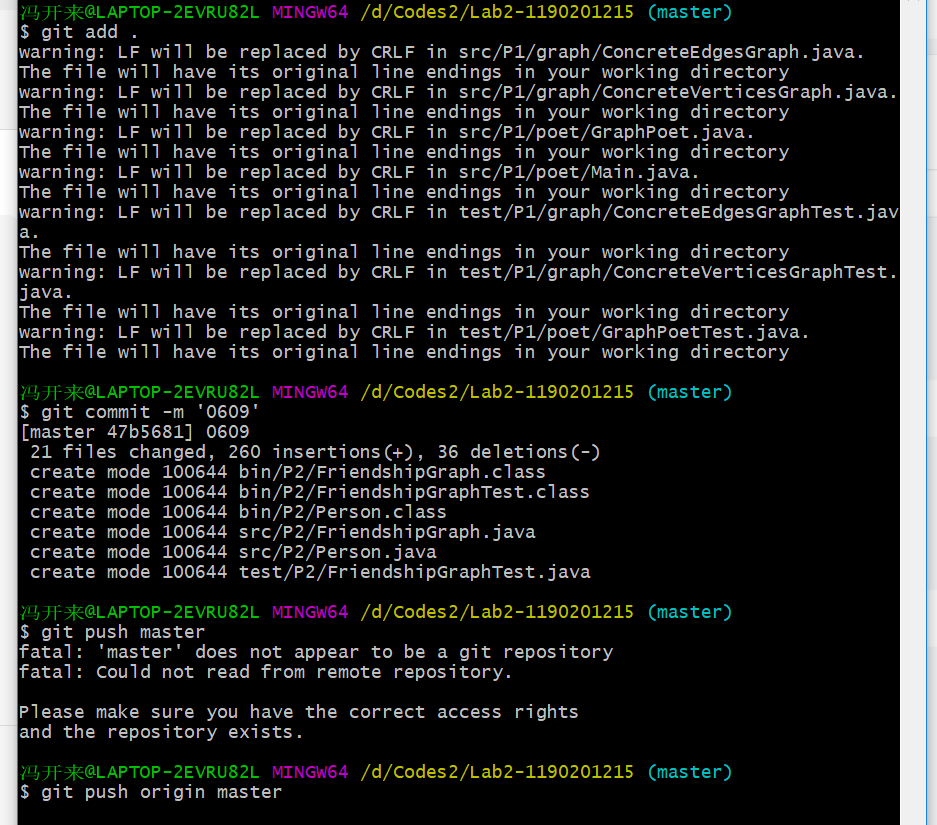 冯开来@LAPTOP-2EVRU82L MINGW64 /d/Codes2/Lab2-1190201215 (master)
$ git add .
warning: LF will be replaced by CRLF in src/P1/graph/ConcreteEdgesGraph.java.
The file will have its original line endings in your working directory
warning: LF will be replaced by CRLF in src/P1/graph/ConcreteVerticesGraph.java.
The file will have its original line endings in your working directory
warning: LF will be replaced by CRLF in src/P1/poet/GraphPoet.java.
The file will have its original line endings in your working directory
warning: LF will be replaced by CRLF in src/P1/poet/Main.java.
The file will have its original line endings in your working directory
warning: LF will be replaced by CRLF in test/P1/graph/ConcreteEdgesGraphTest.jav
a.
The file will have its original line endings in your working directory
warning: LF will be replaced by CRLF in test/P1/graph/ConcreteVerticesGraphTest.
java.
The file will have its original line endings in your working directory
warning: LF will be replaced by CRLF in test/P1/poet/GraphPoetTest.java.
The file will have its original line endings in your working directory
冯开来@LAPTOP-2EVRU82L MINGW64 /d/Codes2/Lab2-1190201215 (master)
$ git commit -m '0609'
[master 47b5681] 0609
21 files changed, 260 insertions(+), 36 deletions(-)
create mode 100644 bin/P2/FriendshipGraph.class
create mode 100644 bin/P2/FriendshipGraphTest.class
create mode 100644 bin/P2/Person.class
create mode 100644 src/P2/FriendshipGraph.java
create mode 100644 src/P2/Person.java
create mode 100644 test/P2/FriendshipGraphTest.java
冯开来@LAPTOP-2EVRU82L MINGW64 /d/Codes2/Lab2-1190201215 (master)
$ git push master
fatal: 'master' does not appear to be a git repository
fatal: Could not read from remote repository.
Please make sure you have the correct access rights
and the repository exists.
冯开来@LAPTOP-2EVRU82L MINGW64 /d/Codes2/Lab2-1190201215 (master)
$ git push origin master